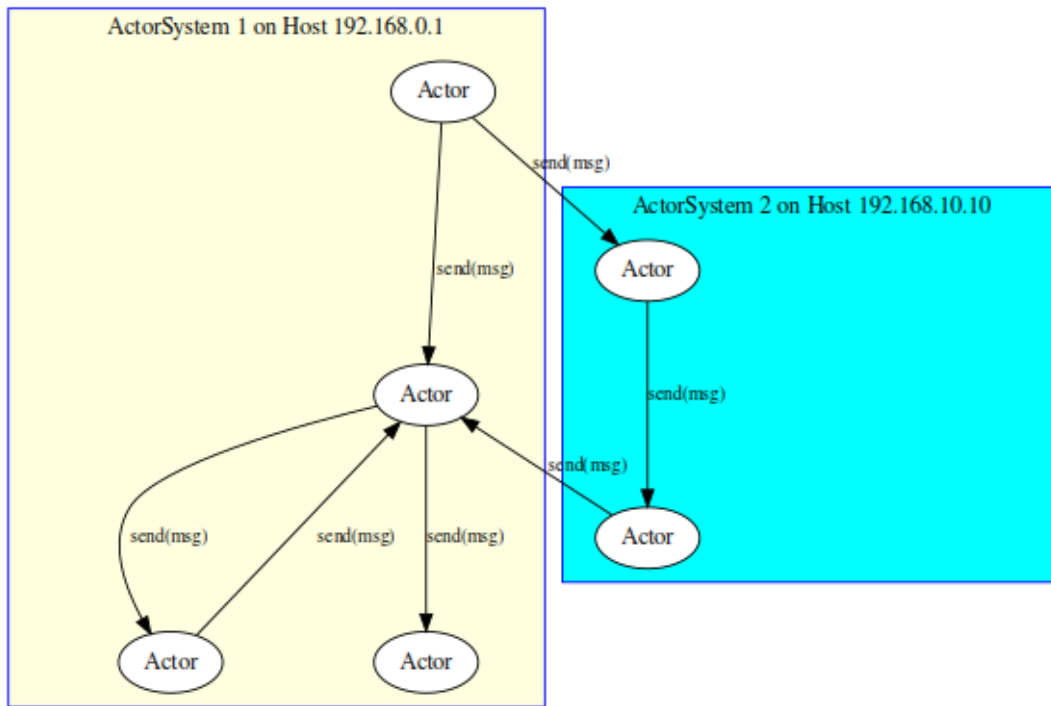 ActorSystem 1 on Host 192.168.0.1
Actor
send(msg)
ActorSystem 2 on Host 192.168.10.10
Actor
send(msg)
Actor
send(msg)
send(msg)
send(msg)
send(msg)
send(msg)
Actor
Actor
Actor